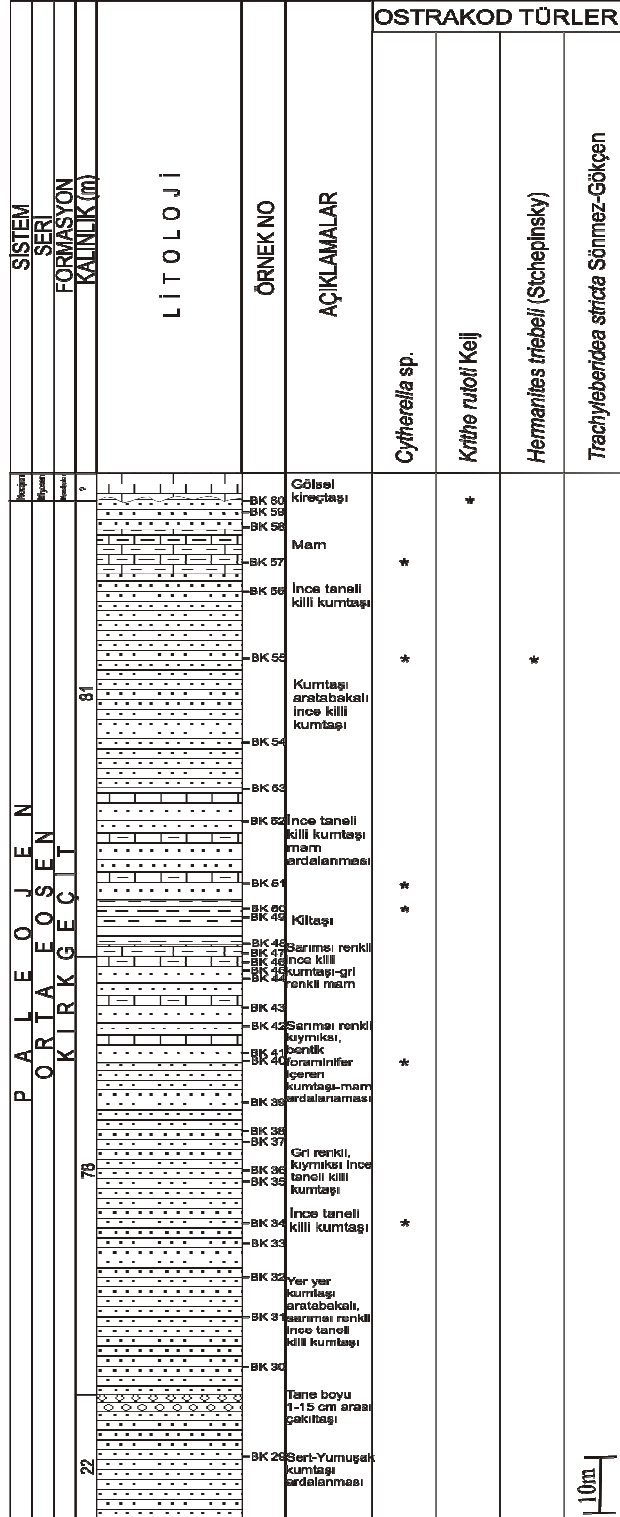 OSTRAKOD TÜRLER
SİSTEM
SERİ
FORMASYON
KALINLIK (m)
LİTOLOJİ
ÖRNEK NO
AÇIKLAMALAR
Cytherella sp.
Krithe rutoti Keij
Hermanites triebeli (Stchepinsky)
Trachyleberidea stricta Sönmez-Gökçen
?
PALEOJEN
ORTA EOSEN
KIRKGEÇİT
81
78
22
BK 60
BK 59
BK 58
BK 57
BK 56
BK 55
BK 54
BK 53
BK 52
BK 51
BK 50
BK 49
BK 48
BK 47
BK 46
BK 45
BK 44
BK 43
BK 42
BK 41
BK 40
BK 39
BK 38
BK 37
BK 36
BK 35
BK 34
BK 33
BK 32
BK 31
BK 30
BK 29
Gölsel
kireçtaşı
Marn
İnce taneli
killi kumtaşı
Kumtaşı
aratabakalı
ince killi
kumtaşı
İnce taneli
killi kumtaşı
marn
ardalanması
Kiltaşı
Sarımsı renkli
ince killi
kumtaşı-gri
renkli marn
Sarımsı renkli
kıymıksı,
bentik
foraminifer
içeren
kumtaşı-marn
ardalanaması
Gri renkli,
kıymıksı ince
taneli killi
kumtaşı
İnce taneli
killi kumtaşı
Yer yer
kumtaşı
aratabakalı,
sarımsı renkli
ince taneli
killi kumtaşı
Tane boyu
1-15 cm arası
çakıltaşı
Sert-Yumuşak
kumtaşı
ardalanması
*
*
*
*
*
*
*
*
10m